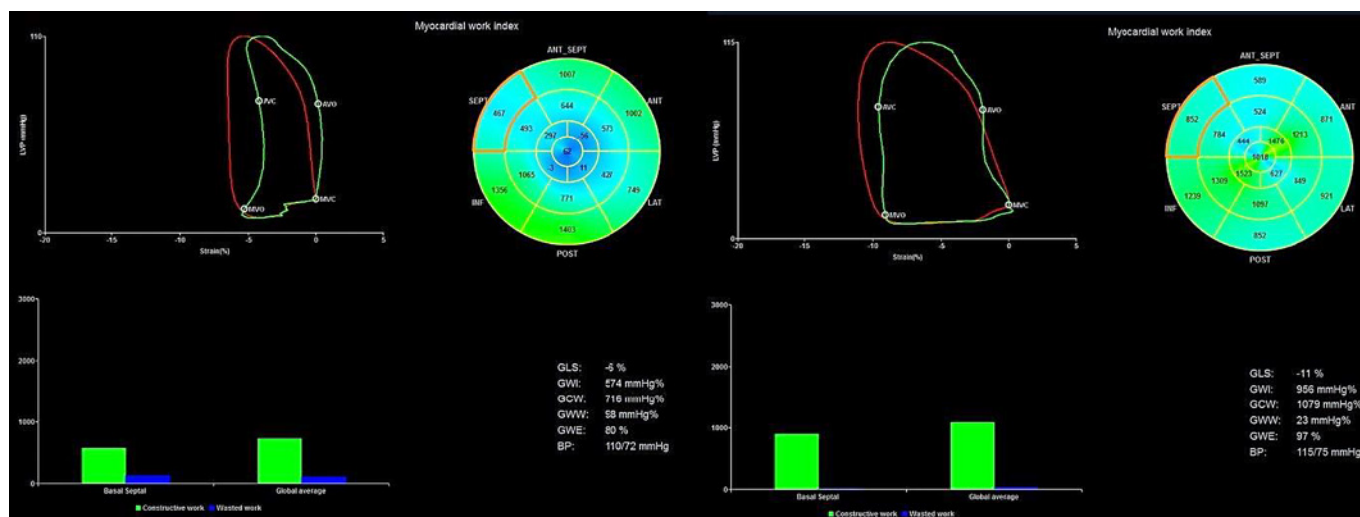 Myocardial work index
110
LVP mmHg)
0
-20
-15
-10
-5
0
5
Strain(%)
AVC
AVO
MVO
MVC
ANT_SEPT
SEPT
ANT
INF
LAT
POST
1007
467
1002
644
493
573
297
56
62
-3
11
1065
427
1356
749
771
1403
3000
2000
1000
0
Basal Septal
Global average
Constructive work
Wasted work
GLS: -6 %
GWI: 574 mmHg%
GCW: 716 mmHg%
GWW: 98 mmHg%
GWE: 80 %
BP: 110/72 mmHg
Myocardial work index
115
LVP (mmHg)
0
-20
-15
-10
-5
0
5
Strain(%)
AVC
AVO
MVO
MVC
ANT_SEPT
SEPT
ANT
INF
LAT
POST
589
852
871
524
784
1213
444
1476
1018
1523
627
1309
849
1239
921
1097
852
3000
2000
1000
0
Basal Septal
Global average
Constructive work
Wasted work
GLS: -11 %
GWI: 956 mmHg%
GCW: 1079 mmHg%
GWW: 23 mmHg%
GWE: 97 %
BP: 115/75 mmHg